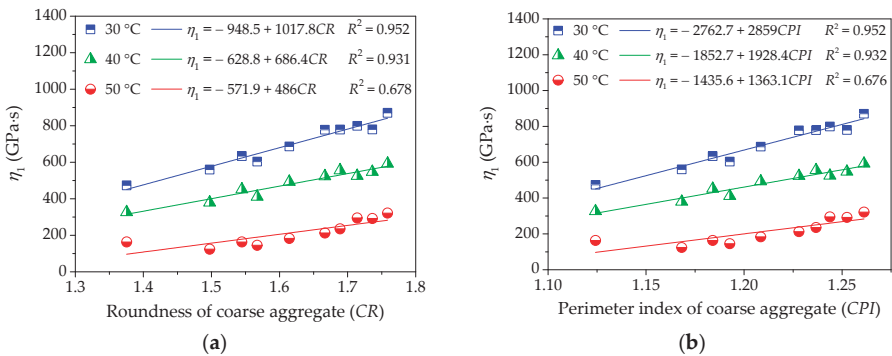 1400
1200
1000
800
600
400
200
0
η₁ (GPa·s)
30 °C η₁ = − 948.5 + 1017.8CR R² = 0.952
40 °C η₁ = − 628.8 + 686.4CR R² = 0.931
50 °C η₁ = − 571.9 + 486CR R² = 0.678
1.3 1.4 1.5 1.6 1.7 1.8
Roundness of coarse aggregate (CR)
(a)
1400
1200
1000
800
600
400
200
0
η₁ (GPa·s)
30 °C η₁ = − 2762.7 + 2859CPI R² = 0.952
40 °C η₁ = − 1852.7 + 1928.4CPI R² = 0.932
50 °C η₁ = − 1435.6 + 1363.1CPI R² = 0.676
1.10 1.15 1.20 1.25
Perimeter index of coarse aggregate (CPI)
(b)